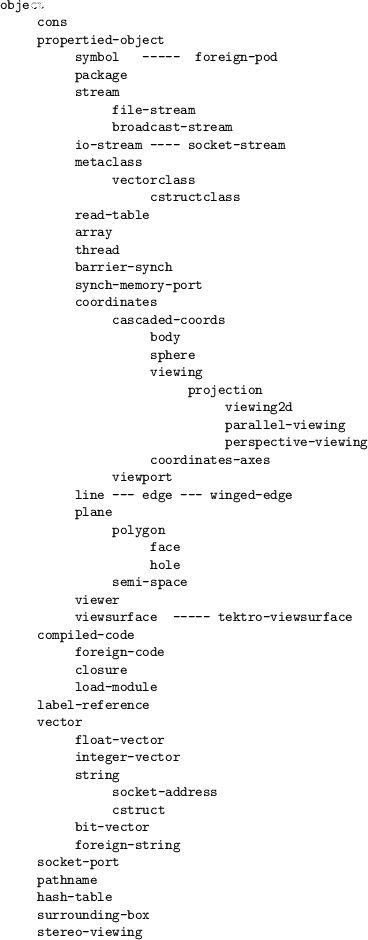 object
cons
propertied-object
symbol ----- foreign-pod
package
stream
file-stream
broadcast-stream
io-stream ---- socket-stream
metaclass
vectorclass
cstructclass
read-table
array
thread
barrier-synch
synch-memory-port
coordinates
cascaded-coords
body
sphere
viewing
projection
viewing2d
parallel-viewing
perspective-viewing
coordinates-axes
viewport
line --- edge --- winged-edge
plane
polygon
face
hole
semi-space
viewer
viewsurface ----- tektro-viewsurface
compiled-code
foreign-code
closure
load-module
label-reference
vector
float-vector
integer-vector
string
socket-address
cstruct
bit-vector
foreign-string
socket-port
pathname
hash-table
surrounding-box
stereo-viewing